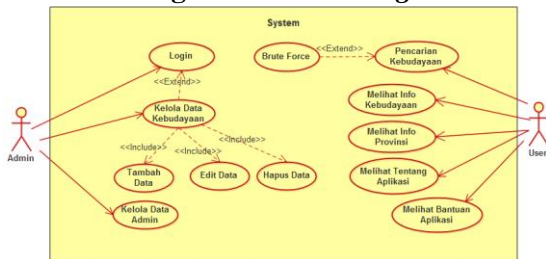 System
Login
Brute Force
<<Extend>>
Pencarian
Kebudayaan
<<Extend>>
Kelola Data
Kebudayaan
Melihat Info
Kebudayaan
Admin
User
<<Include>>
<<Include>>
<<Include>>
Melihat Info
Provinsi
Tambah
Data
Edit Data
Hapus Data
Melihat Tentang
Aplikasi
Kelola Data
Admin
Melihat Bantuan
Aplikasi